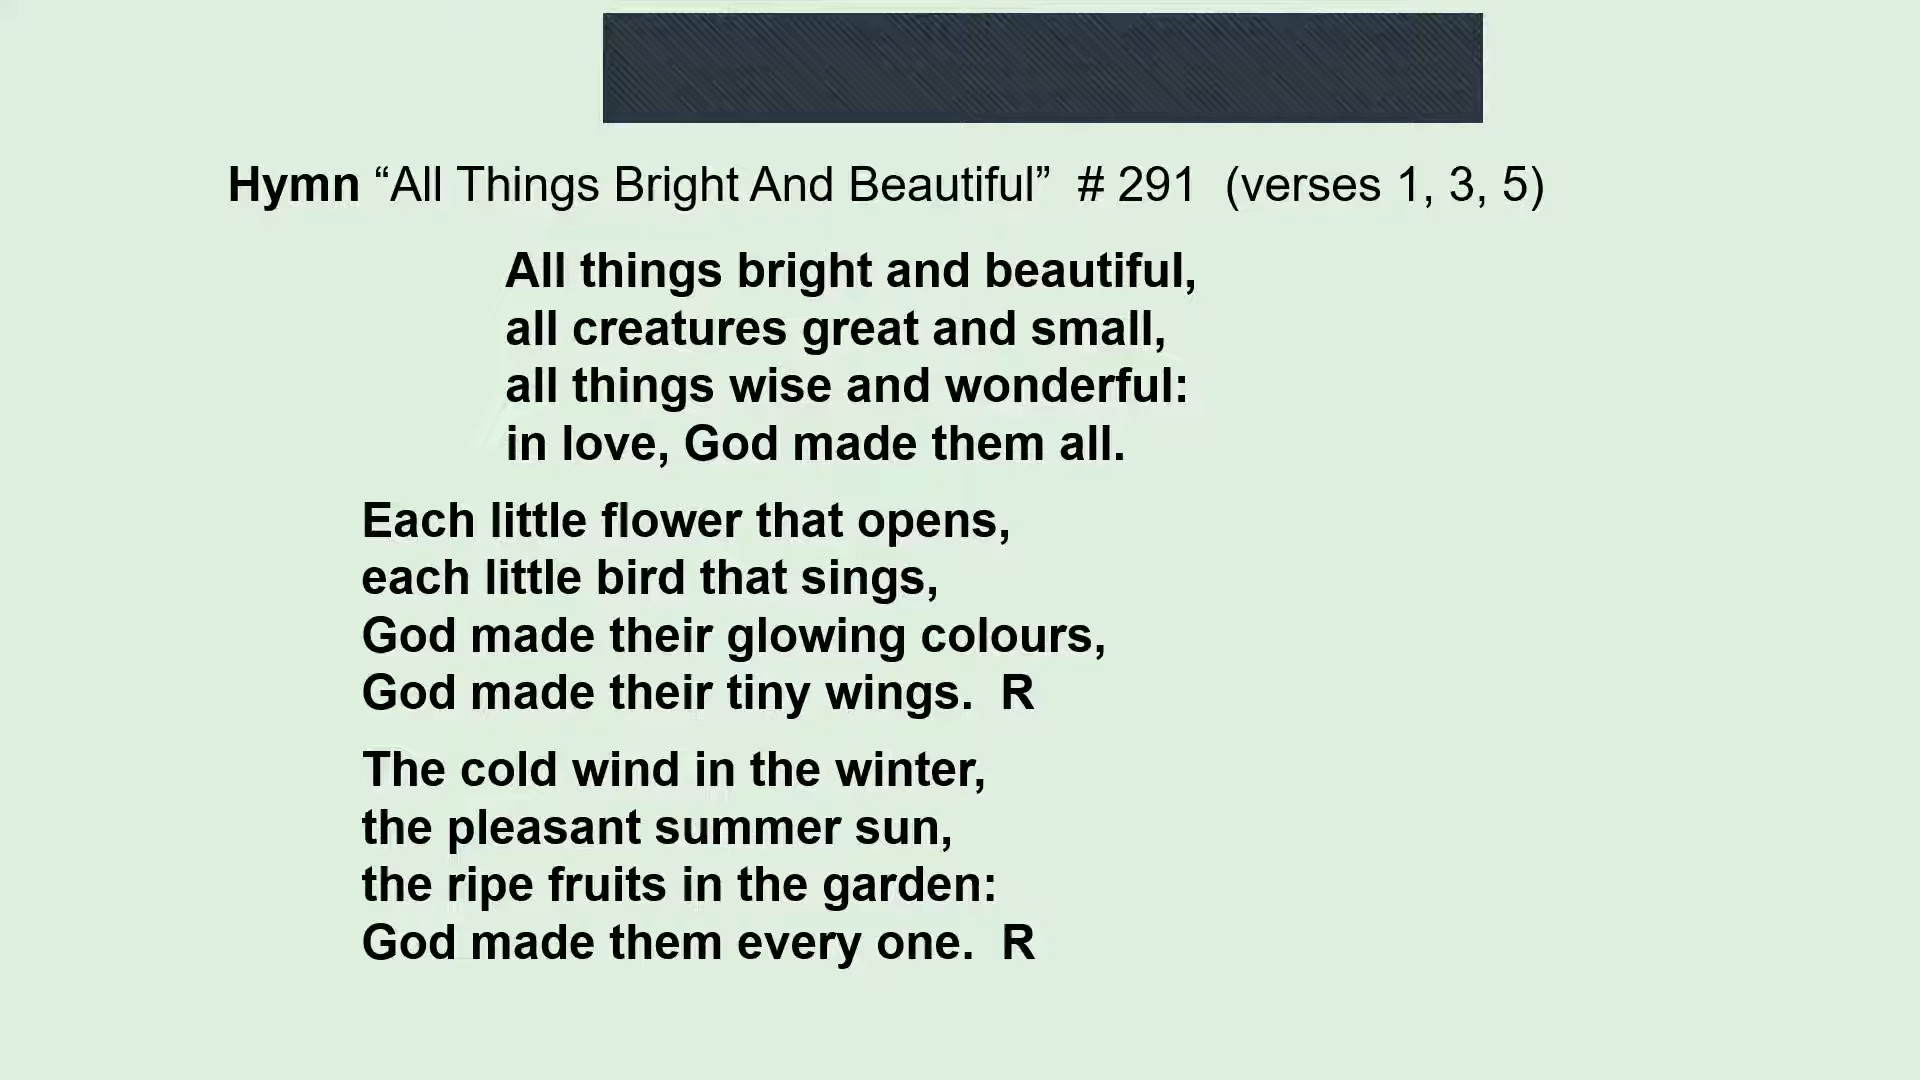 Hymn “All Things Bright And Beautiful” # 291 (verses 1, 3, 5)
All things bright and beautiful,
all creatures great and small,
all things wise and wonderful:
in love, God made them all.
Each little flower that opens,
each little bird that sings,
God made their glowing colours,
God made their tiny wings. R
The cold wind in the winter,
the pleasant summer sun,
the ripe fruits in the garden:
God made them every one. R